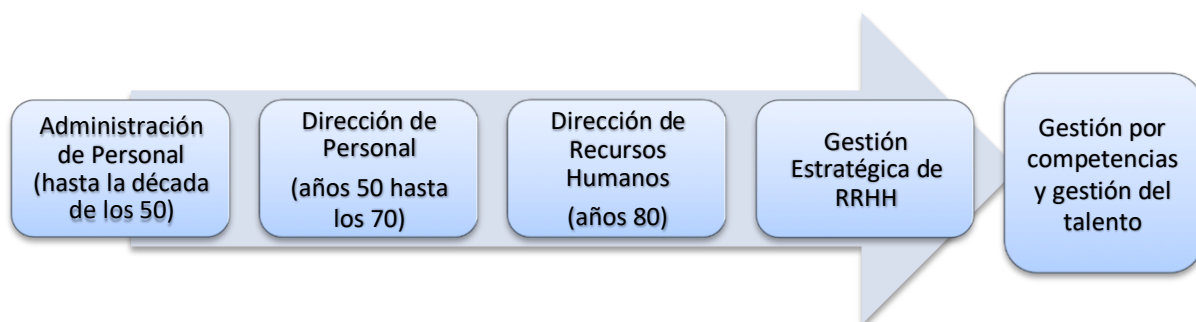 Administración
de Personal
(hasta la década
de los 50)
Dirección de
Personal
(años 50 hasta
los 70)
Dirección de
Recursos
Humanos
(años 80)
Gestión
Estratégica de
RRHH
Gestión por
competencias
y gestión del
talento